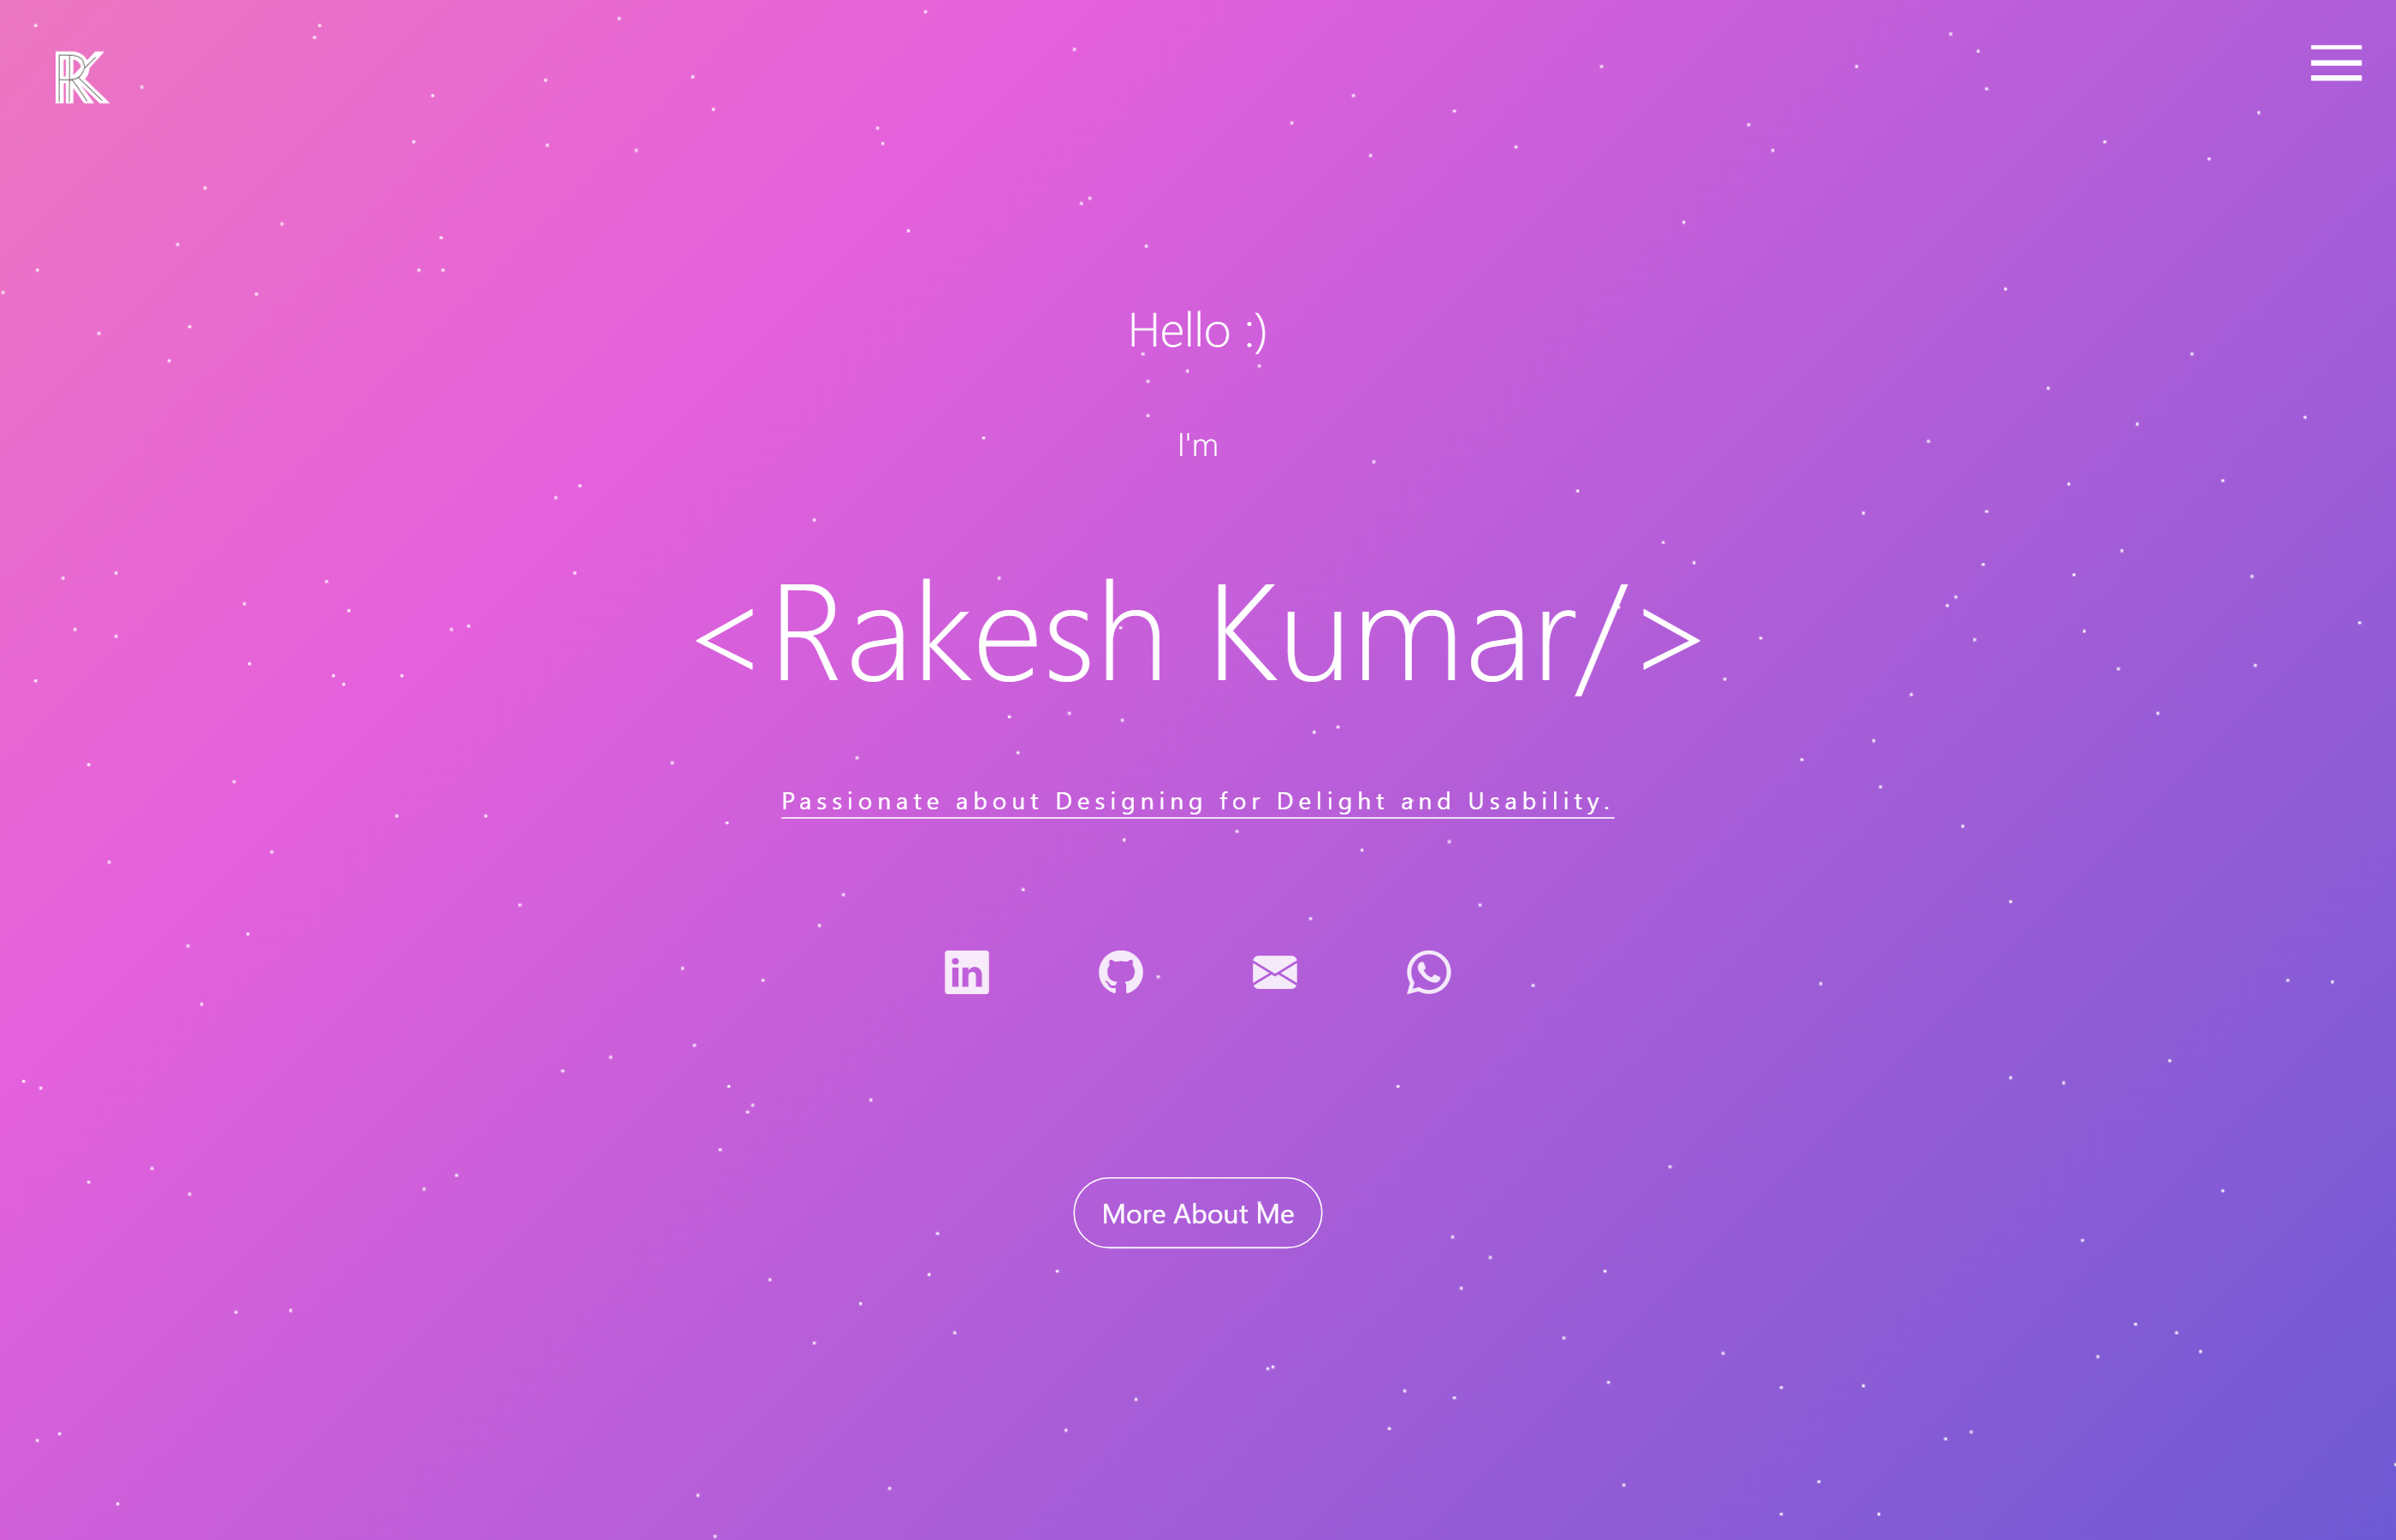 RK
Hello :)
I'm
<Rakesh Kumar/>
Passionate about Designing for Delight and Usability.
in
More About Me